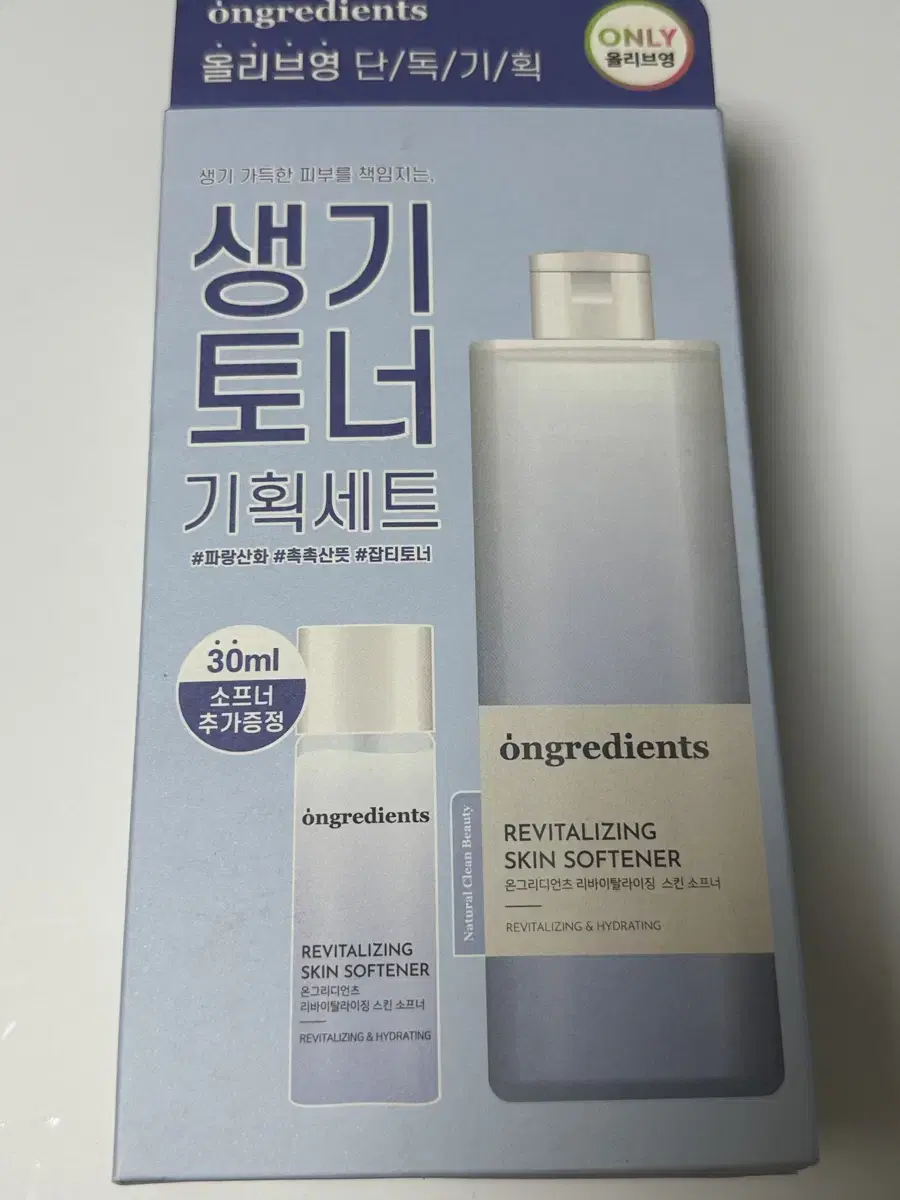 ongredients
올리브영 단/독/기/획
ONLY
올리브영
생기 가득한 피부를 책임지는,
생기
토너
기획세트
#파랑산화 #촉촉산뜻 #잡티토너
30ml
소프너
추가증정
ongredients
REVITALIZING
SKIN SOFTENER
온그리디언츠
리바이탈라이징 스킨 소프너
REVITALIZING & HYDRATING
Natural Clean Beauty
ongredients
REVITALIZING
SKIN SOFTENER
온그리디언츠 리바이탈라이징 스킨 소프너
REVITALIZING & HYDRATING